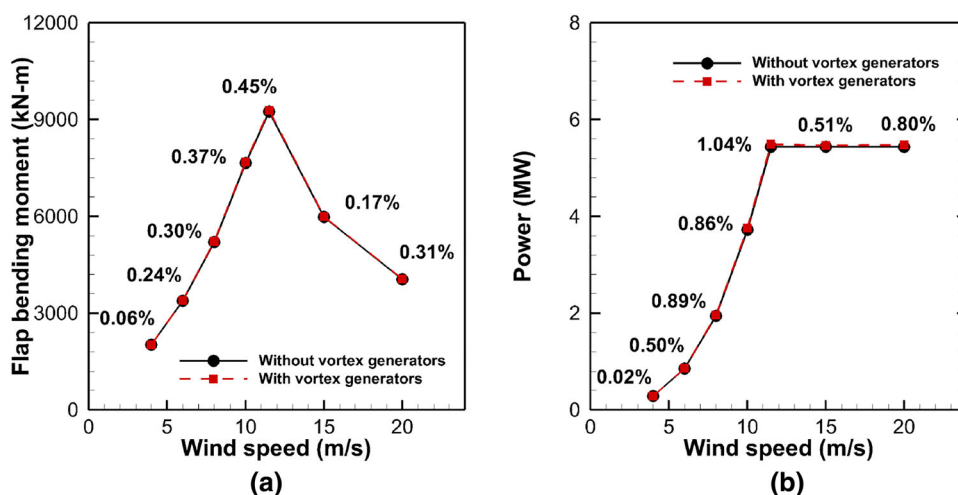 12000
9000
6000
3000
0
Flap bending moment (kN-m)
0.45%
0.37%
0.30%
0.24%
0.06%
0.17%
0.31%
Without vortex generators
With vortex generators
0 5 10 15 20
Wind speed (m/s)
(a)
8
6
4
2
0
Power (MW)
Without vortex generators
With vortex generators
1.04%
0.51%
0.80%
0.86%
0.89%
0.50%
0.02%
0 5 10 15 20
Wind speed (m/s)
(b)